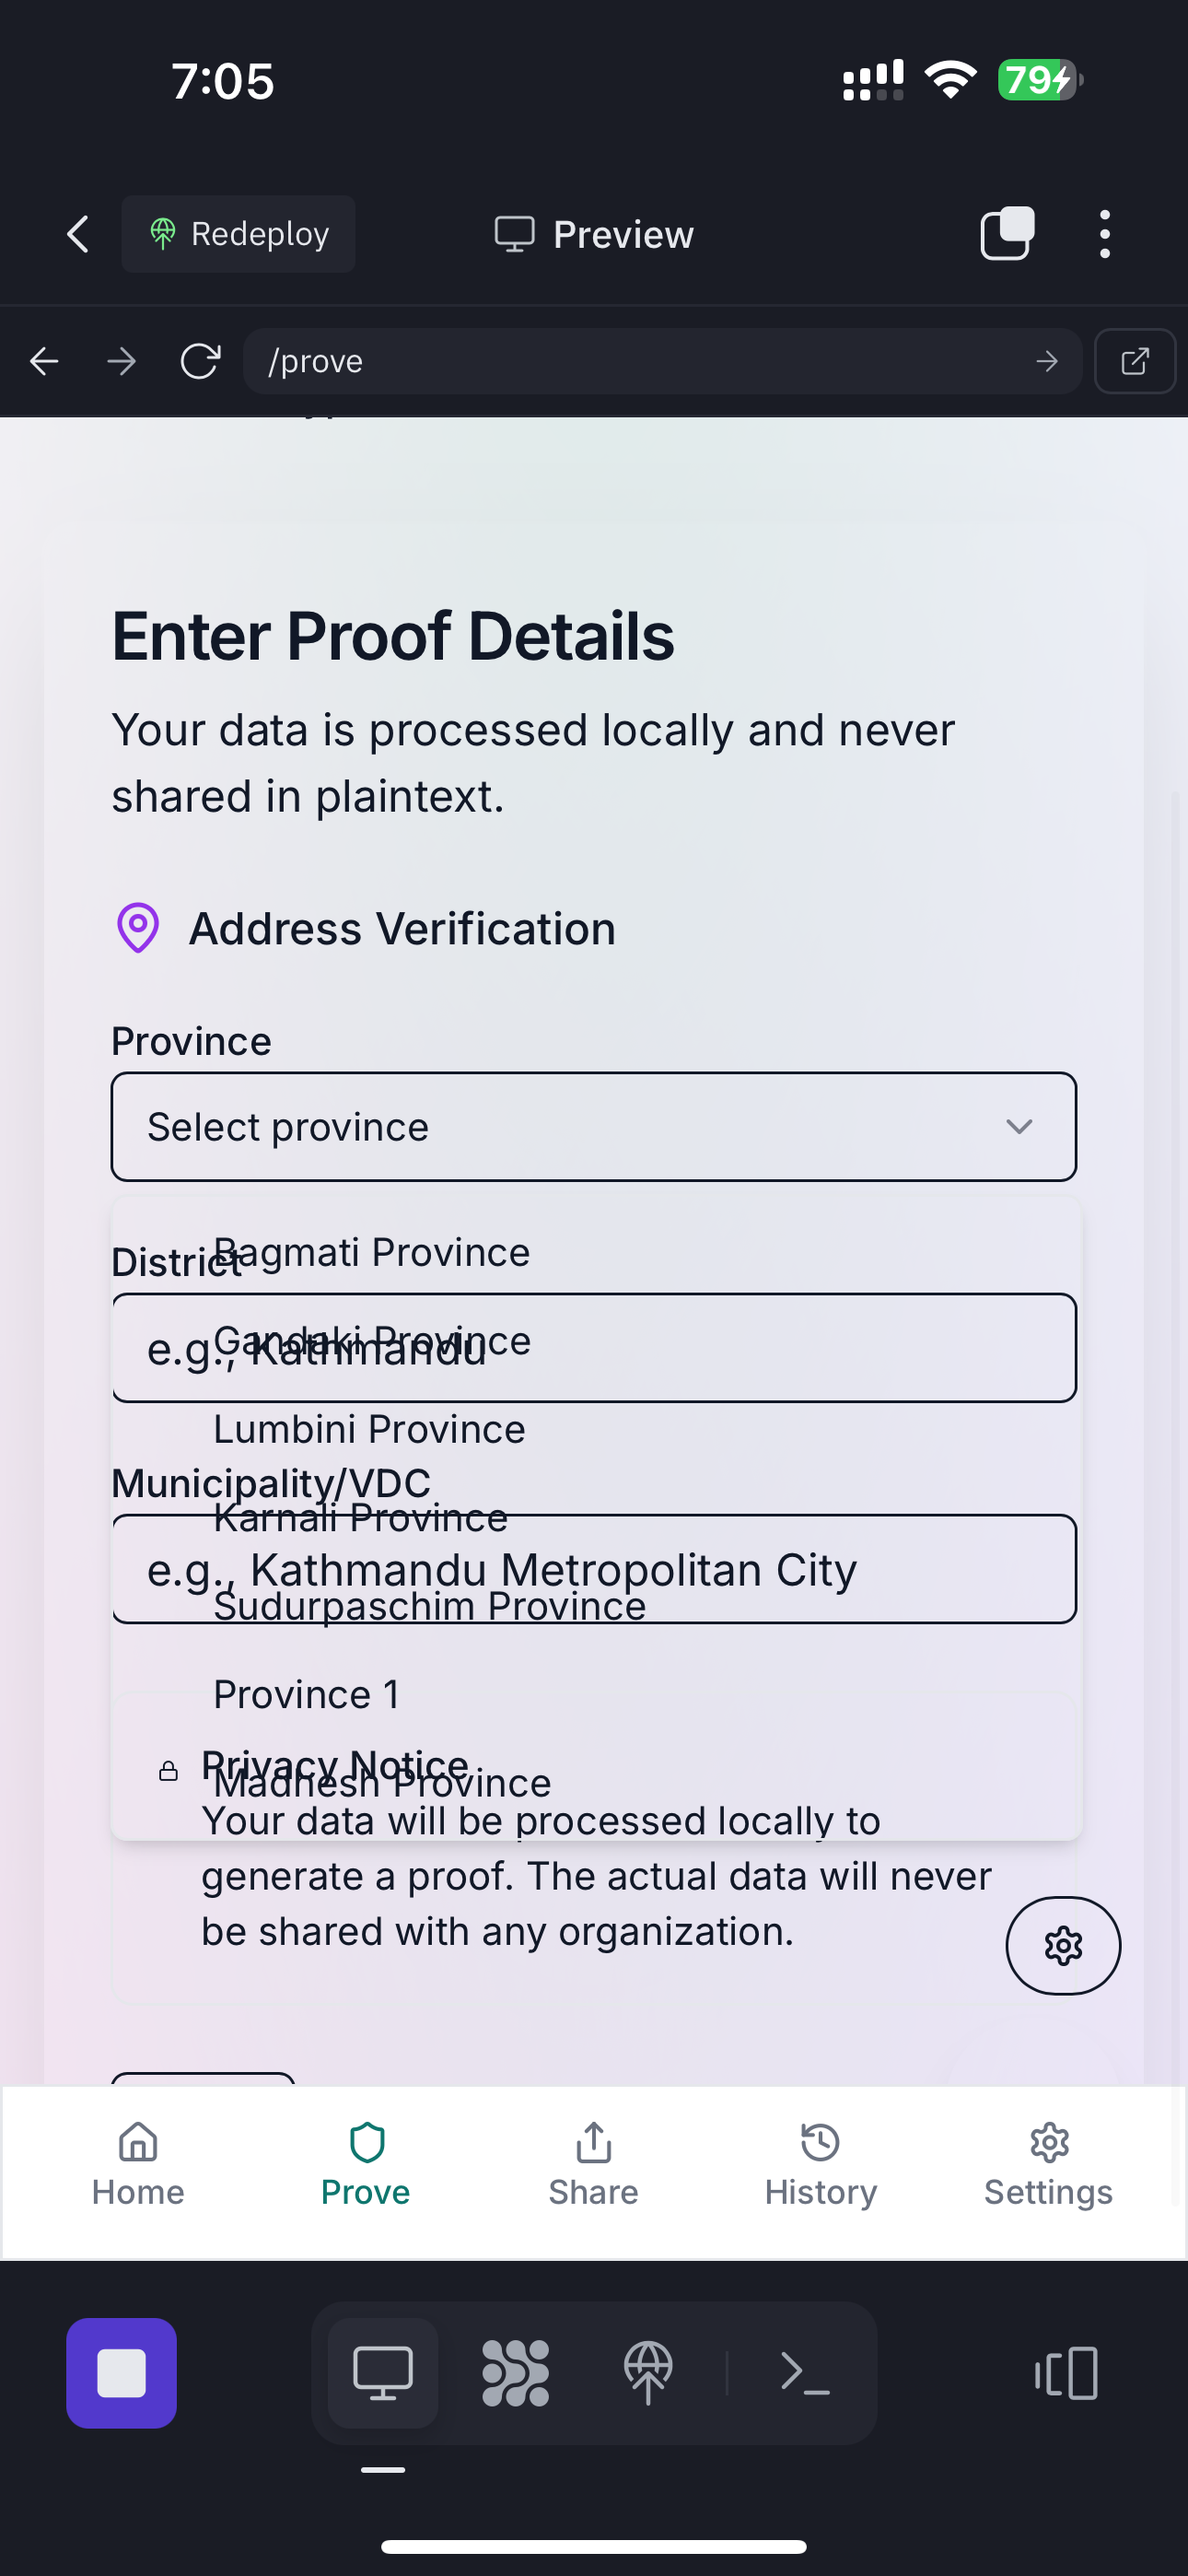 7:05
79
Redeploy
Preview
/prove
Enter Proof Details
Your data is processed locally and never
shared in plaintext.
Address Verification
Province
Select province
Bagmati Province
District
Gandaki Province
e.g., Kathmandu
Lumbini Province
Municipality/VDC
Karnali Province
e.g., Kathmandu Metropolitan City
Sudurpaschim Province
Province 1
Privacy Notice
Madhesh Province
Your data will be processed locally to
generate a proof. The actual data will never
be shared with any organization.
Home
Prove
Share
History
Settings